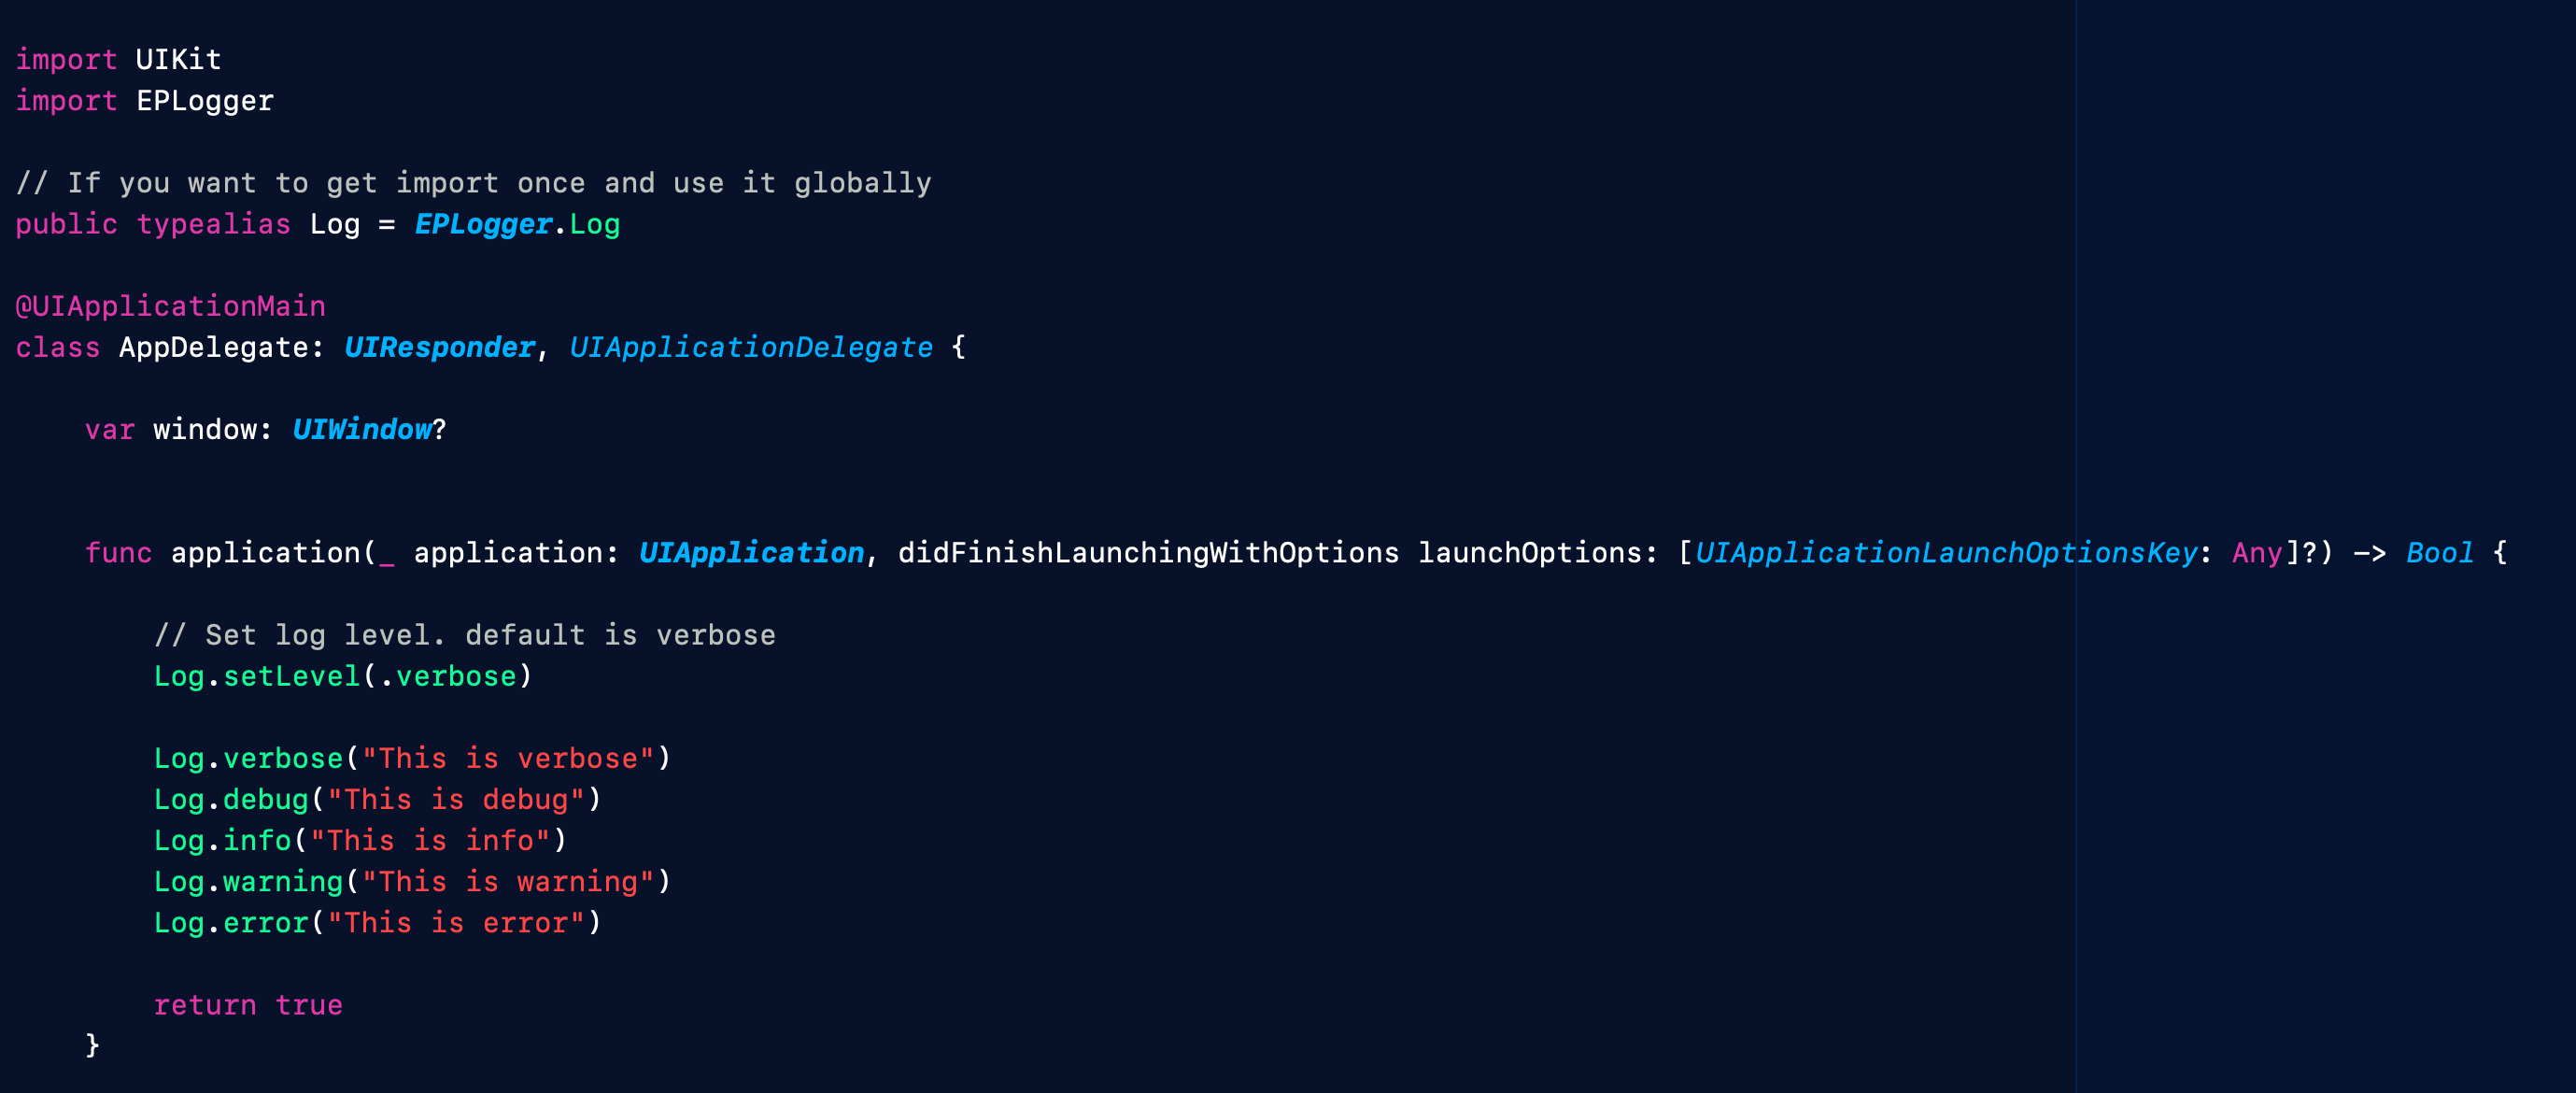 import UIKit
import EPLogger
// If you want to get import once and use it globally
public typealias Log = EPLogger.Log
@UIApplicationMain
class AppDelegate: UIResponder, UIApplicationDelegate {
    var window: UIWindow?
    func application(_ application: UIApplication, didFinishLaunchingWithOptions launchOptions: [UIApplicationLaunchOptionsKey: Any]?) -> Bool {
        // Set log level. default is verbose
        Log.setLevel(.verbose)
        Log.verbose("This is verbose")
        Log.debug("This is debug")
        Log.info("This is info")
        Log.warning("This is warning")
        Log.error("This is error")
        return true
    }